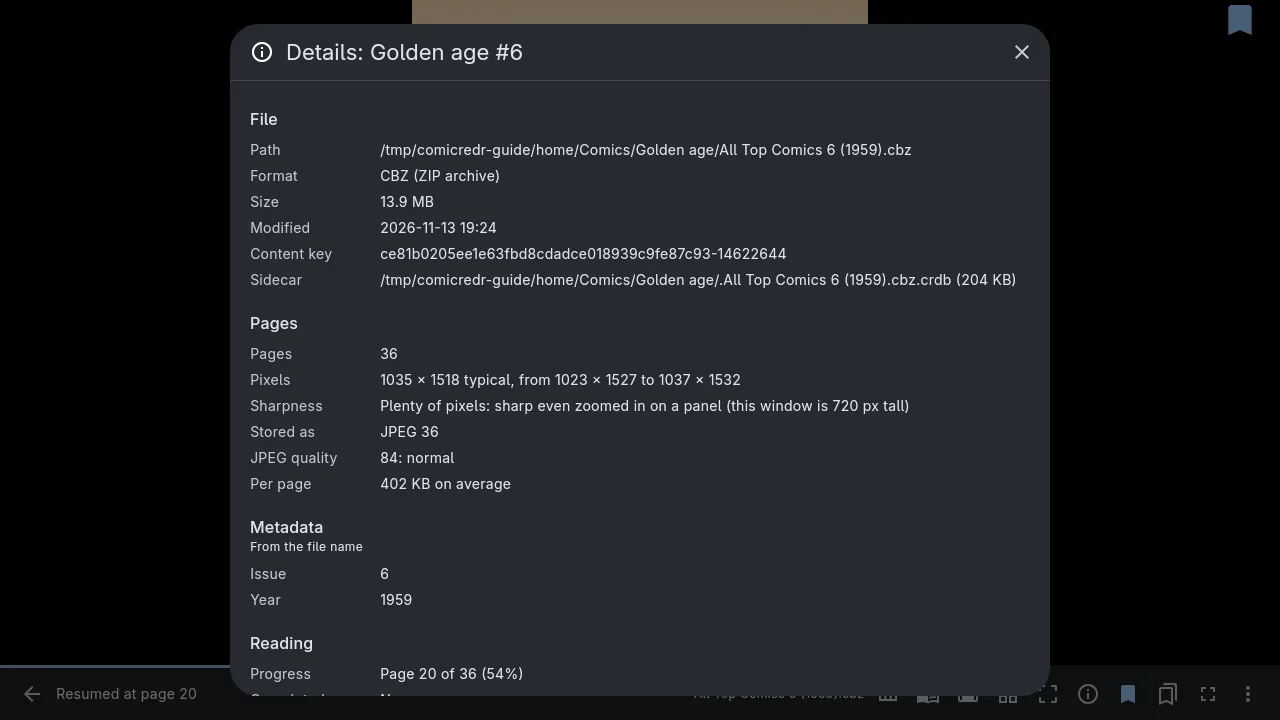 Details: Golden age #6
File
Path /tmp/comicredr-guide/home/Comics/Golden age/All Top Comics 6 (1959).cbz
Format CBZ (ZIP archive)
Size 13.9 MB
Modified 2026-11-13 19:24
Content key ce81b0205ee1e63fbd8cdadce018939c9fe87c93-14622644
Sidecar /tmp/comicredr-guide/home/Comics/Golden age/.All Top Comics 6 (1959).cbz.crdb (204 KB)
Pages
Pages 36
Pixels 1035 × 1518 typical, from 1023 × 1527 to 1037 × 1532
Sharpness Plenty of pixels: sharp even zoomed in on a panel (this window is 720 px tall)
Stored as JPEG 36
JPEG quality 84: normal
Per page 402 KB on average
Metadata
From the file name
Issue 6
Year 1959
Reading
Progress Page 20 of 36 (54%)
Resumed at page 20